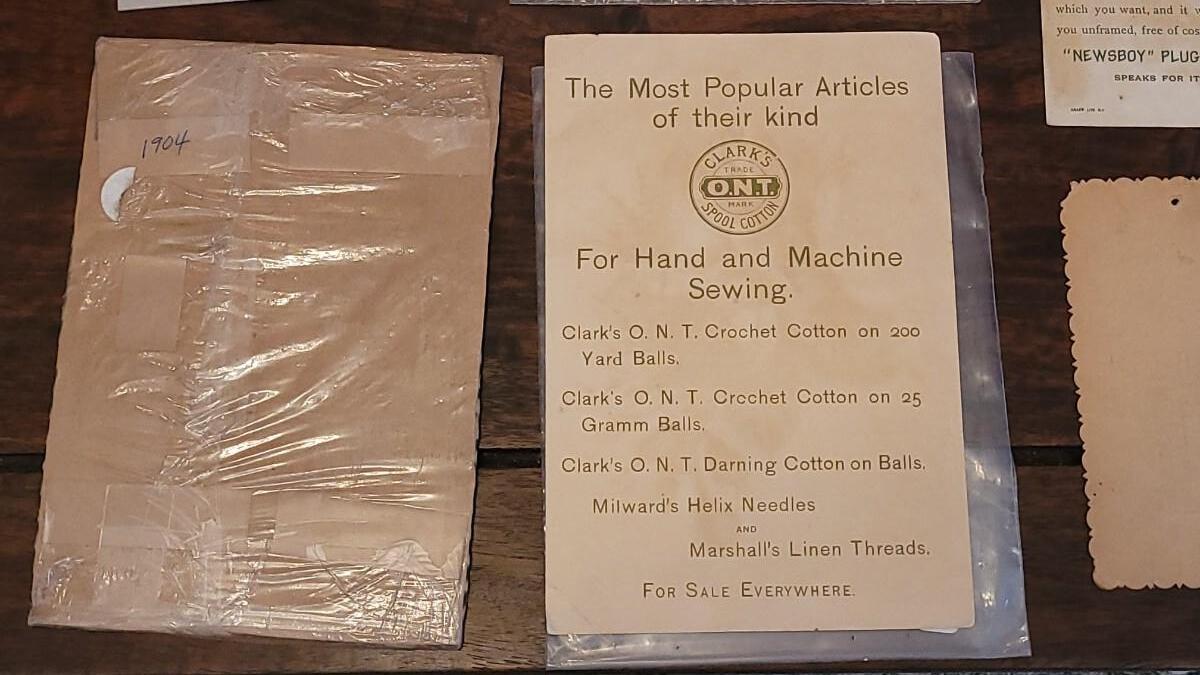 1904
The Most Popular Articles
of their kind
CLARK'S
TRADE
O.N.T.
MARK
SPOOL COTTON
For Hand and Machine
Sewing.
Clark's O. N. T. Crochet Cotton on 200
Yard Balls.
Clark's O. N. T. Crochet Cotton on 25
Gramm Balls.
Clark's O. N. T. Darning Cotton on Balls.
Milward's Helix Needles
AND
Marshall's Linen Threads.
FOR SALE EVERYWHERE.
which you want, and it
you unframed, free of
"NEWSBOY" PLUG
SPEAKS FOR